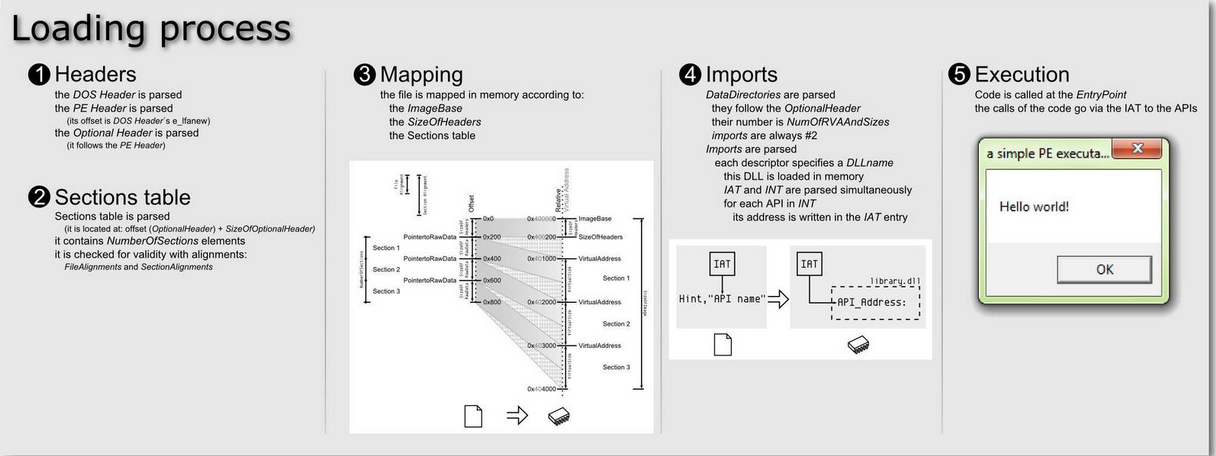 Loading process
1 Headers
the DOS Header is parsed
the PE Header is parsed
(its offset is DOS Header's e_lfanew)
the Optional Header is parsed
(it follows the PE Header)
2 Sections table
Sections table is parsed
(it is located at: offset (OptionalHeader) + SizeOfOptionalHeader)
it contains NumberOfSections elements
it is checked for validity with alignments:
FileAlignments and SectionAlignments
3 Mapping
the file is mapped in memory according to:
the ImageBase
the SizeOfHeaders
the Sections table
File Alignment
Section Alignment
Offset
Relative
Virtual Address
0x0
0x400000
ImageBase
PointertoRawData
0x200
0x400200
SizeOfHeaders
Section 1
PointertoRawData
0x400
0x401000
VirtualAddress
Section 2
Section 1
PointertoRawData
0x600
Section 3
0x800
0x402000
VirtualAddress
Section 2
0x403000
VirtualAddress
Section 3
0x404000
4 Imports
DataDirectories are parsed
they follow the OptionalHeader
their number is NumOfRVAAndSizes
imports are always #2
Imports are parsed
each descriptor specifies a DLLname
this DLL is loaded in memory
IAT and INT are parsed simultaneously
for each API in INT
its address is written in the IAT entry
IAT
Hint,"API name"
IAT
library.dll
API_Address:
5 Execution
Code is called at the EntryPoint
the calls of the code go via the IAT to the APIs
a simple PE executa...
Hello world!
OK